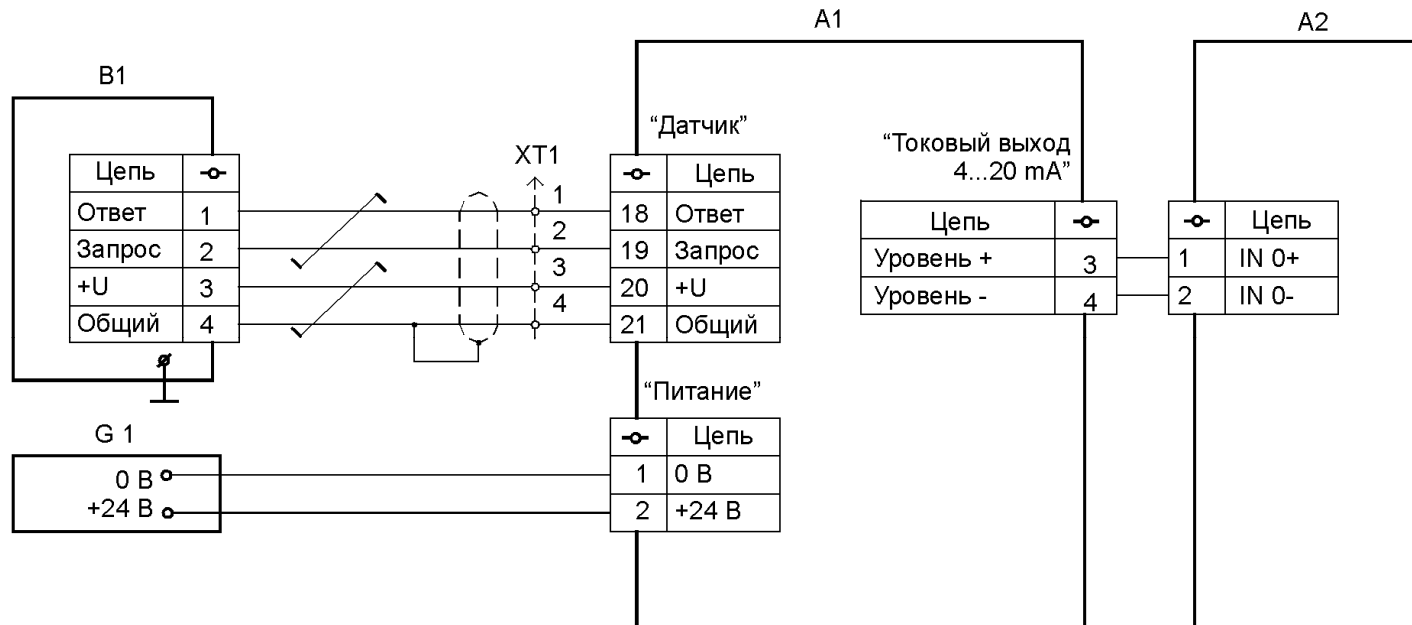 A1
A2
B1
“Датчик”
“Токовый выход
4...20 mA”
XT1
Цепь
Ответ 1
Запрос 2
+U 3
Общий 4
1
2
3
4
Цепь
18 Ответ
19 Запрос
20 +U
21 Общий
Цепь
Уровень + 3
Уровень - 4
Цепь
1 IN 0+
2 IN 0-
“Питание”
G 1
0 В
+24 В
Цепь
1 0 В
2 +24 В